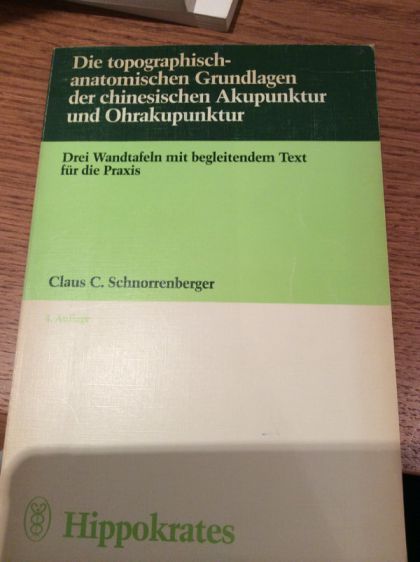 Die topographisch-
anatomischen Grundlagen
der chinesischen Akupunktur
und Ohrakupunktur
Drei Wandtafeln mit begleitendem Text
für die Praxis
Claus C. Schnorrenberger
4. Auflage
Hippokrates